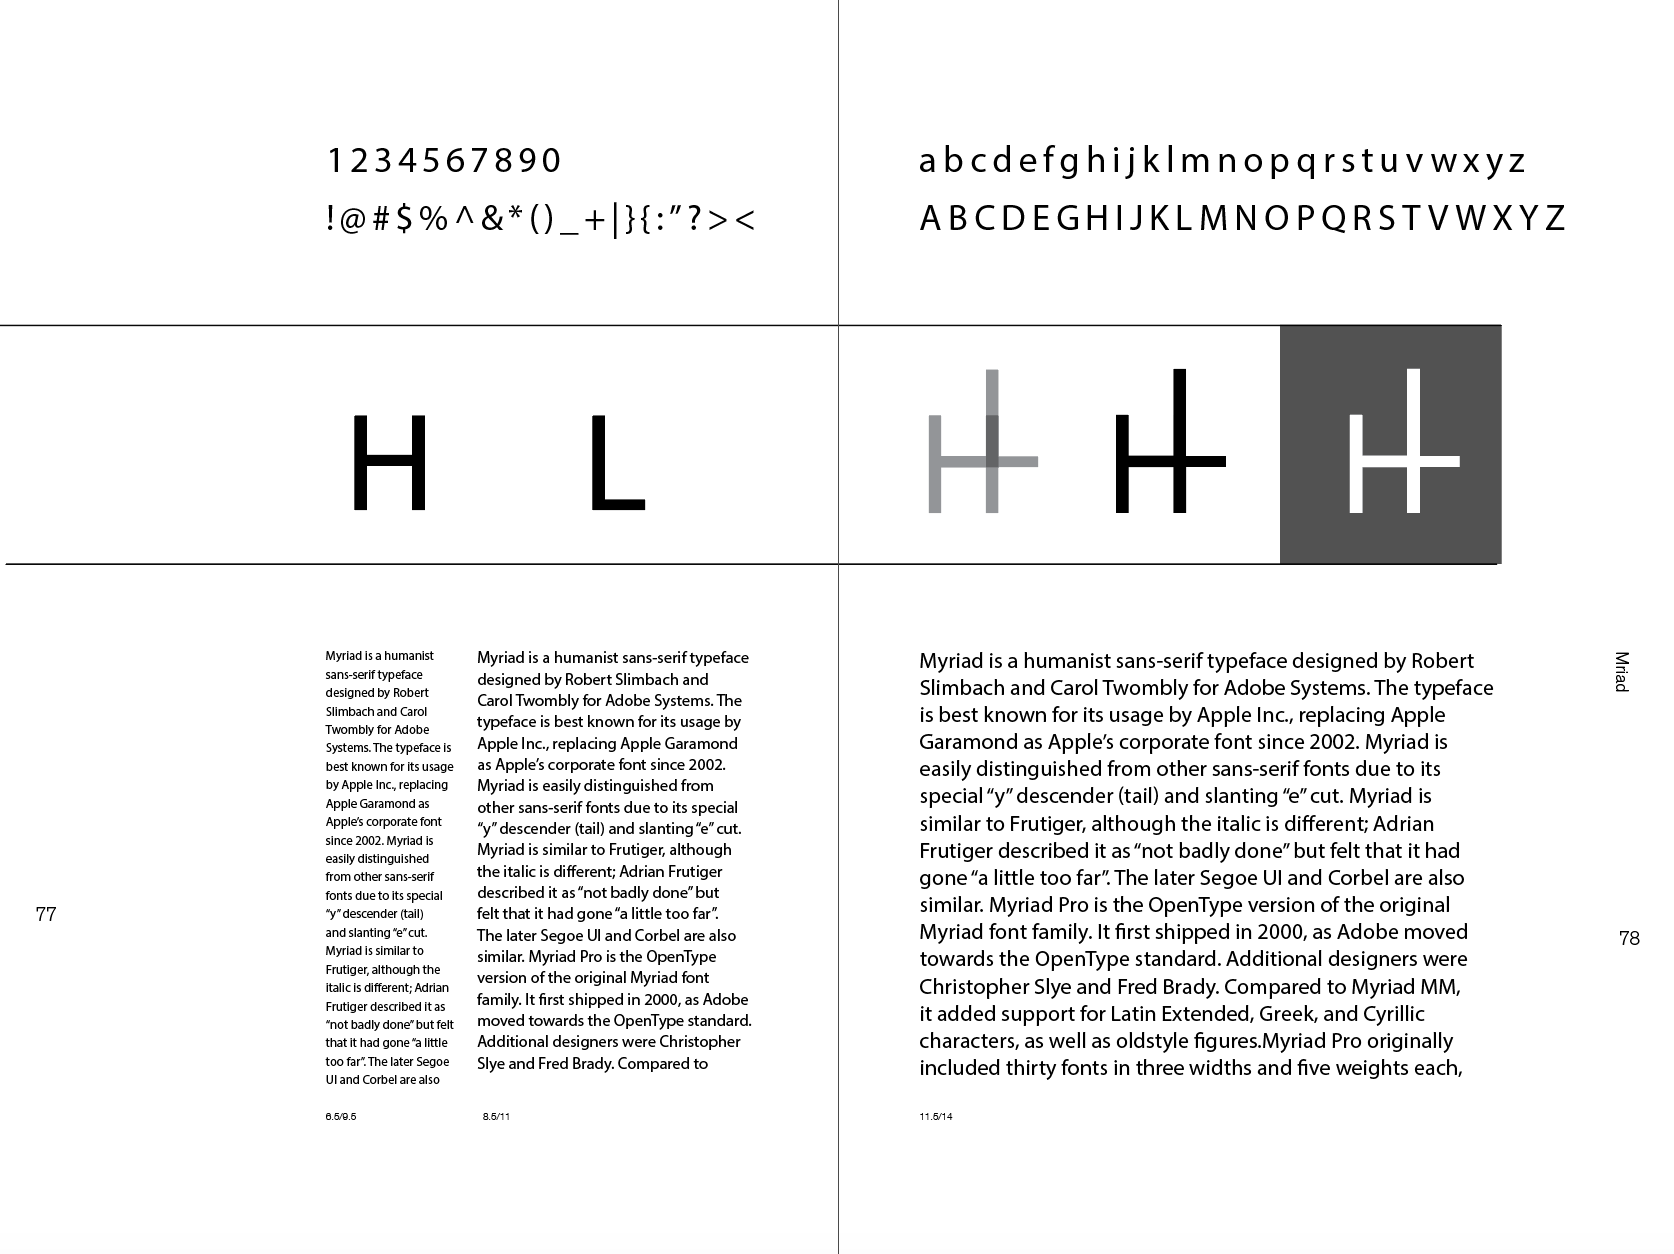 1234567890
!@#$%^&*()_+|}{:”?><
abcdefghijklmnopqrstuvwxyz
ABCDEGHIJKLMNOPQRSTVWXYZ
H L
Myriad is a humanist
sans-serif typeface
designed by Robert
Slimbach and Carol
Twombly for Adobe
Systems. The typeface is
best known for its usage
by Apple Inc., replacing
Apple Garamond as
Apple’s corporate font
since 2002. Myriad is
easily distinguished
from other sans-serif
fonts due to its special
“y” descender (tail)
and slanting “e” cut.
Myriad is similar to
Frutiger, although the
italic is different; Adrian
Frutiger described it as
“not badly done” but felt
that it had gone “a little
too far”. The later Segoe
UI and Corbel are also
6.5/9.5
Myriad is a humanist sans-serif typeface
designed by Robert Slimbach and
Carol Twombly for Adobe Systems. The
typeface is best known for its usage by
Apple Inc., replacing Apple Garamond
as Apple’s corporate font since 2002.
Myriad is easily distinguished from
other sans-serif fonts due to its special
“y” descender (tail) and slanting “e” cut.
Myriad is similar to Frutiger, although
the italic is different; Adrian Frutiger
described it as “not badly done” but
felt that it had gone “a little too far”.
The later Segoe UI and Corbel are also
similar. Myriad Pro is the OpenType
version of the original Myriad font
family. It first shipped in 2000, as Adobe
moved towards the OpenType standard.
Additional designers were Christopher
Slye and Fred Brady. Compared to
8.5/11
77
Myriad is a humanist sans-serif typeface designed by Robert
Slimbach and Carol Twombly for Adobe Systems. The typeface
is best known for its usage by Apple Inc., replacing Apple
Garamond as Apple’s corporate font since 2002. Myriad is
easily distinguished from other sans-serif fonts due to its
special “y” descender (tail) and slanting “e” cut. Myriad is
similar to Frutiger, although the italic is different; Adrian
Frutiger described it as “not badly done” but felt that it had
gone “a little too far”. The later Segoe UI and Corbel are also
similar. Myriad Pro is the OpenType version of the original
Myriad font family. It first shipped in 2000, as Adobe moved
towards the OpenType standard. Additional designers were
Christopher Slye and Fred Brady. Compared to Myriad MM,
it added support for Latin Extended, Greek, and Cyrillic
characters, as well as oldstyle figures.Myriad Pro originally
included thirty fonts in three widths and five weights each,
11.5/14
Mriad
78